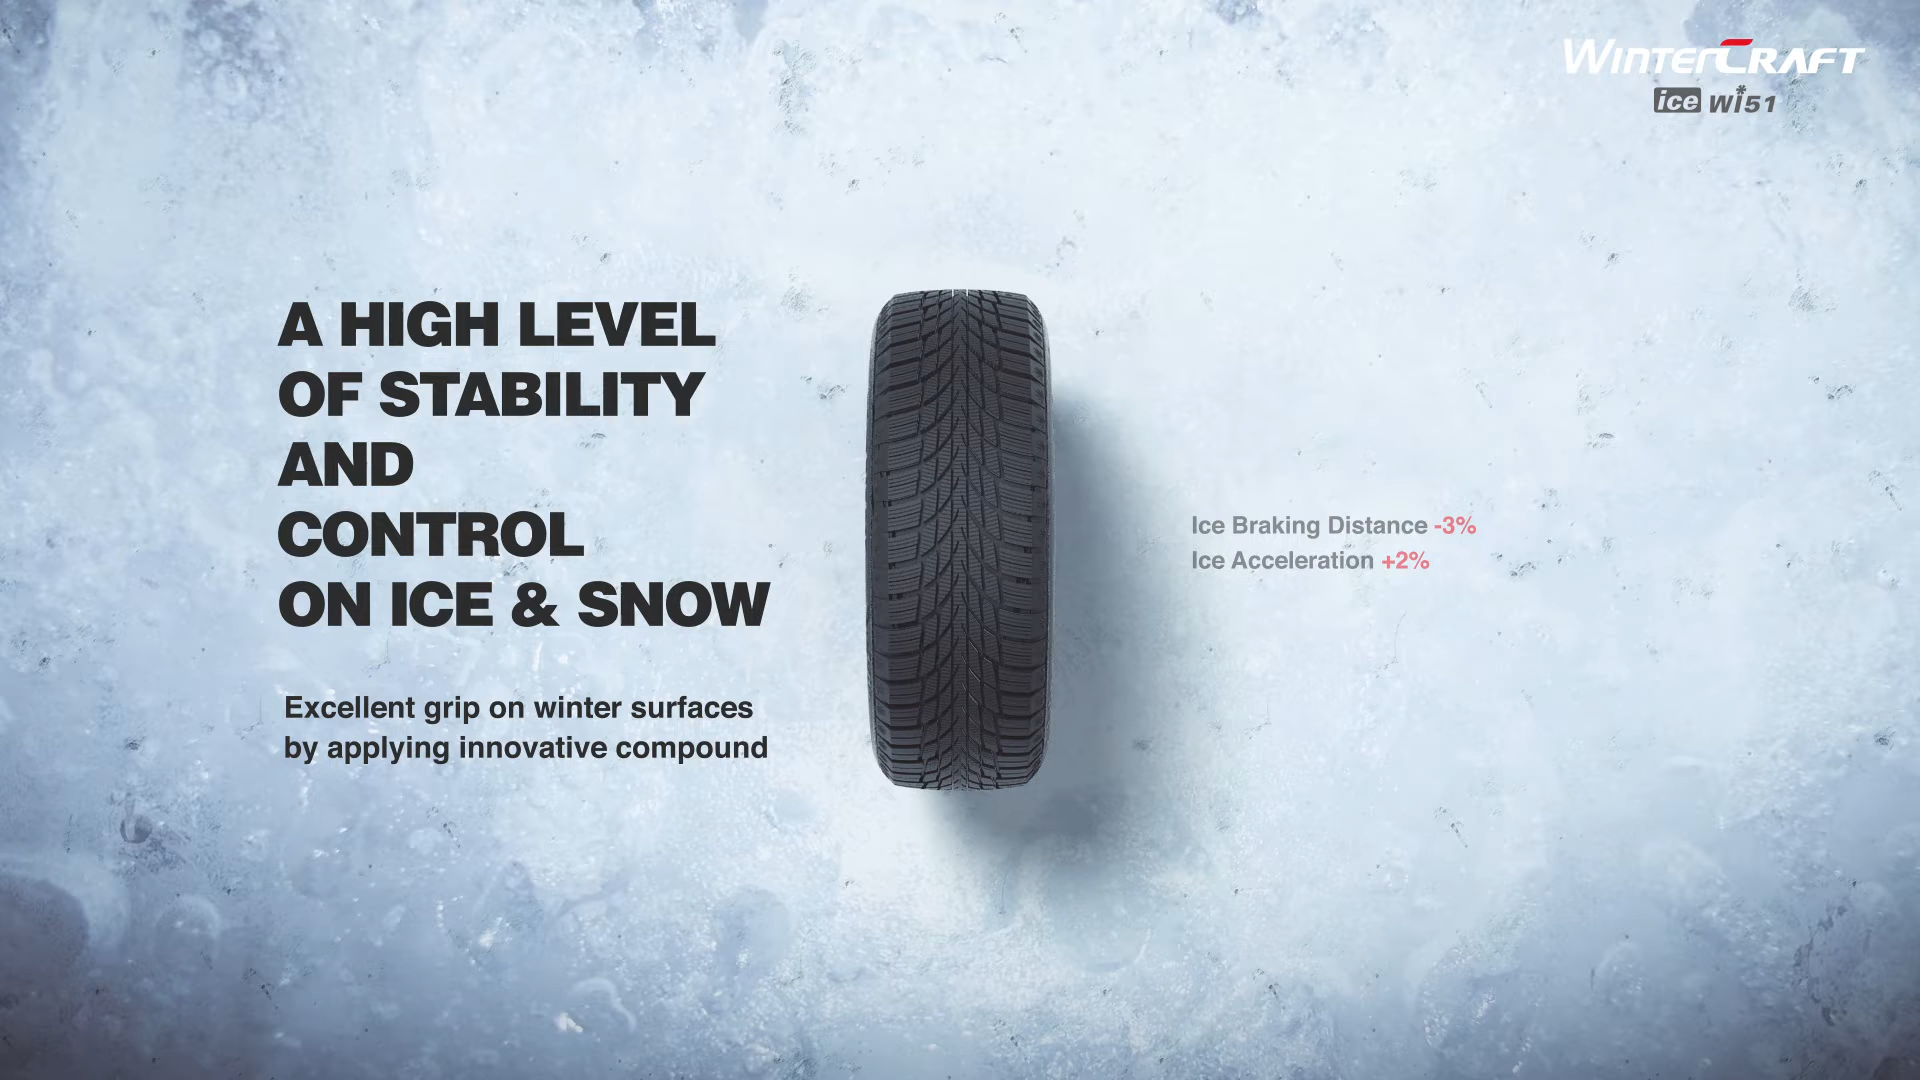 WINTERCRAFT
ice wi51
A HIGH LEVEL
OF STABILITY
AND
CONTROL
ON ICE & SNOW
Excellent grip on winter surfaces
by applying innovative compound
Ice Braking Distance -3%
Ice Acceleration +2%